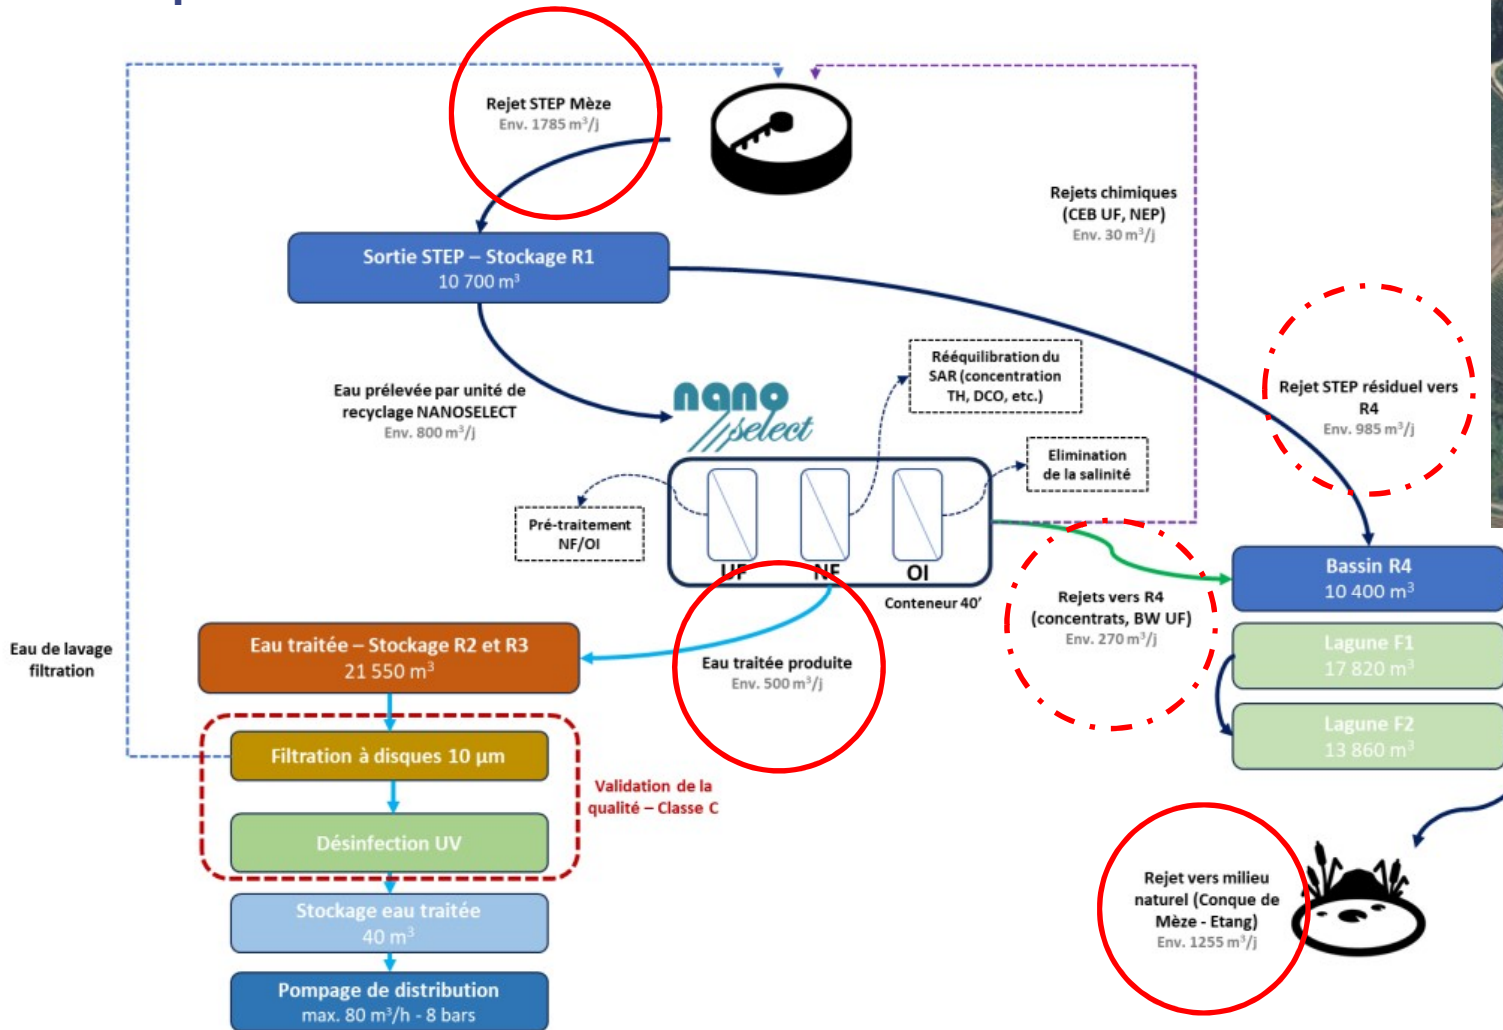 Rejet STEP Mèze
Env. 1785 m³/j
Sortie STEP – Stockage R1
10 700 m³
Rejets chimiques
(CEB UF, NEP)
Env. 30 m³/j
Eau prélevée par unité de
recyclage NANOSELECT
Env. 800 m³/j
nano
select
Rééquilibration du
SAR (concentration
TH, DCO, etc.)
Rejet STEP résiduel vers
R4
Env. 985 m³/j
Elimination
de la salinité
Pré-traitement
NF/OI
UF
NF
OI
Conteneur 40'
Rejets vers R4
(concentrats, BW UF)
Env. 270 m³/j
Bassin R4
10 400 m³
Lagune F1
17 820 m³
Lagune F2
13 860 m³
Eau de lavage
filtration
Eau traitée – Stockage R2 et R3
21 550 m³
Eau traitée produite
Env. 500 m³/j
Filtration à disques 10 µm
Validation de la
qualité – Classe C
Désinfection UV
Stockage eau traitée
40 m³
Pompage de distribution
max. 80 m³/h - 8 bars
Rejet vers milieu
naturel (Conque de
Mèze - Etang)
Env. 1255 m³/j